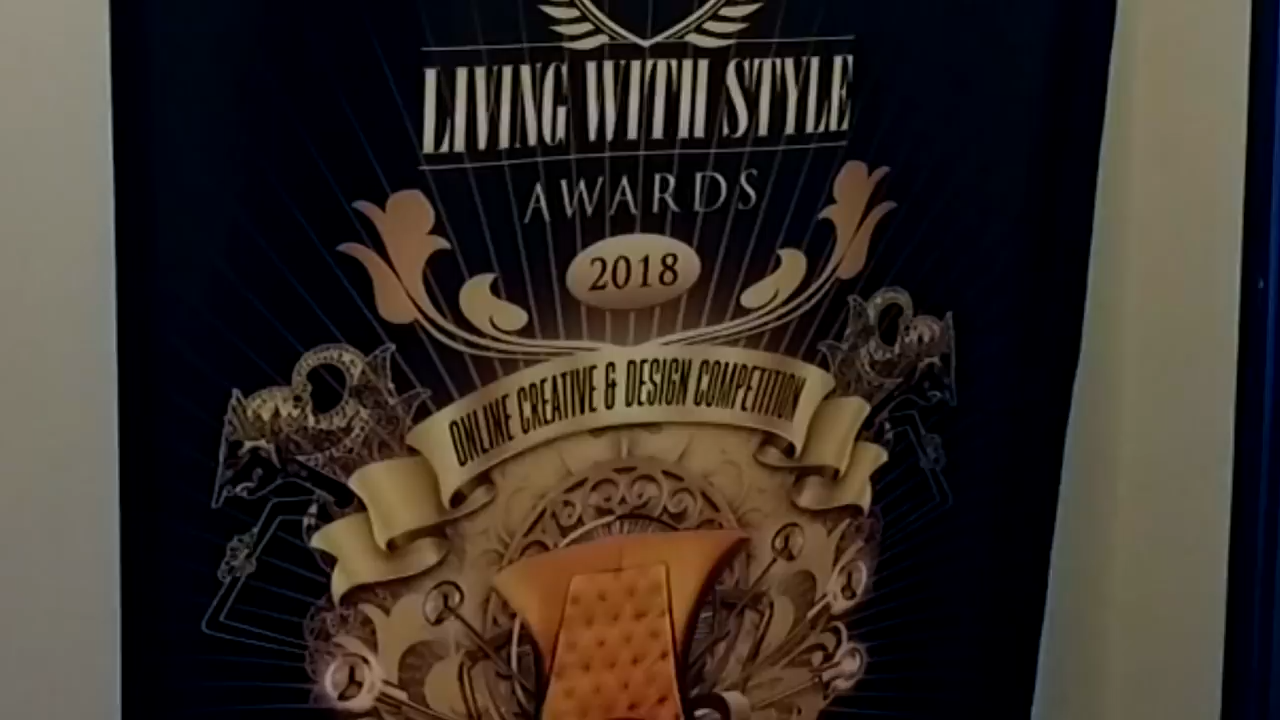 LIVING WITH STYLE
AWARDS
2018
ONLINE CREATIVE & DESIGN COMPETITION